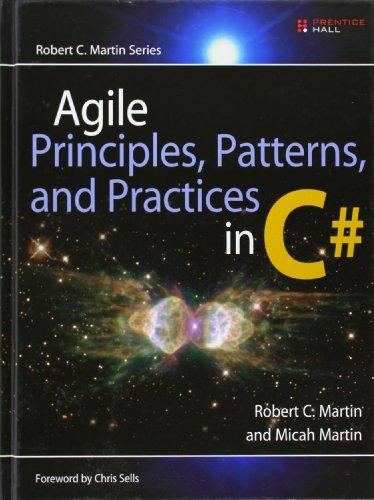 PRENTICE
HALL
Robert C. Martin Series
Agile
Principles, Patterns,
and Practices
in C#
Robert C. Martin
and Micah Martin
Foreword by Chris Sells